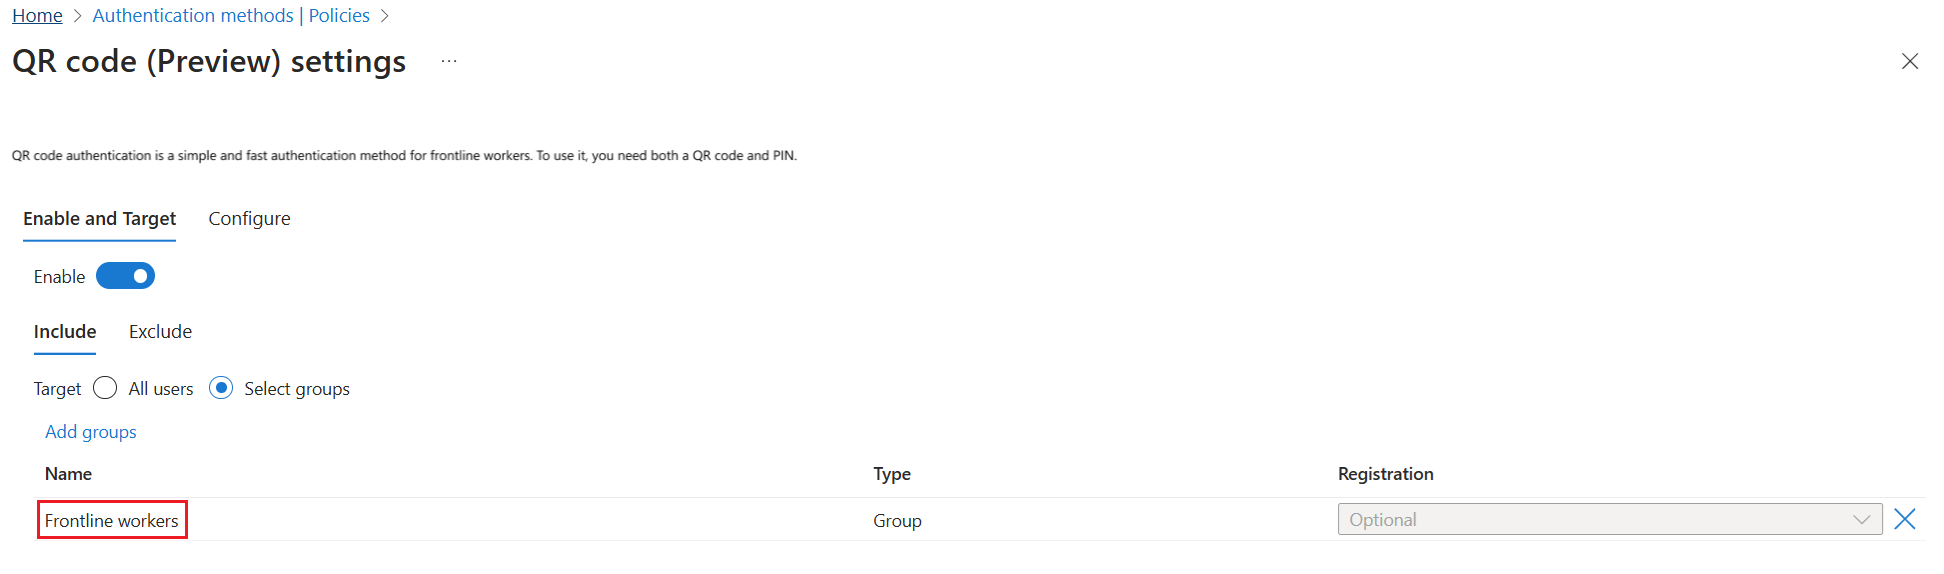 Home > Authentication methods | Policies >
QR code (Preview) settings ...
QR code authentication is a simple and fast authentication method for frontline workers. To use it, you need both a QR code and PIN.
Enable and Target Configure
Enable
Include Exclude
Target All users Select groups
Add groups
Name Type Registration
Frontline workers Group Optional